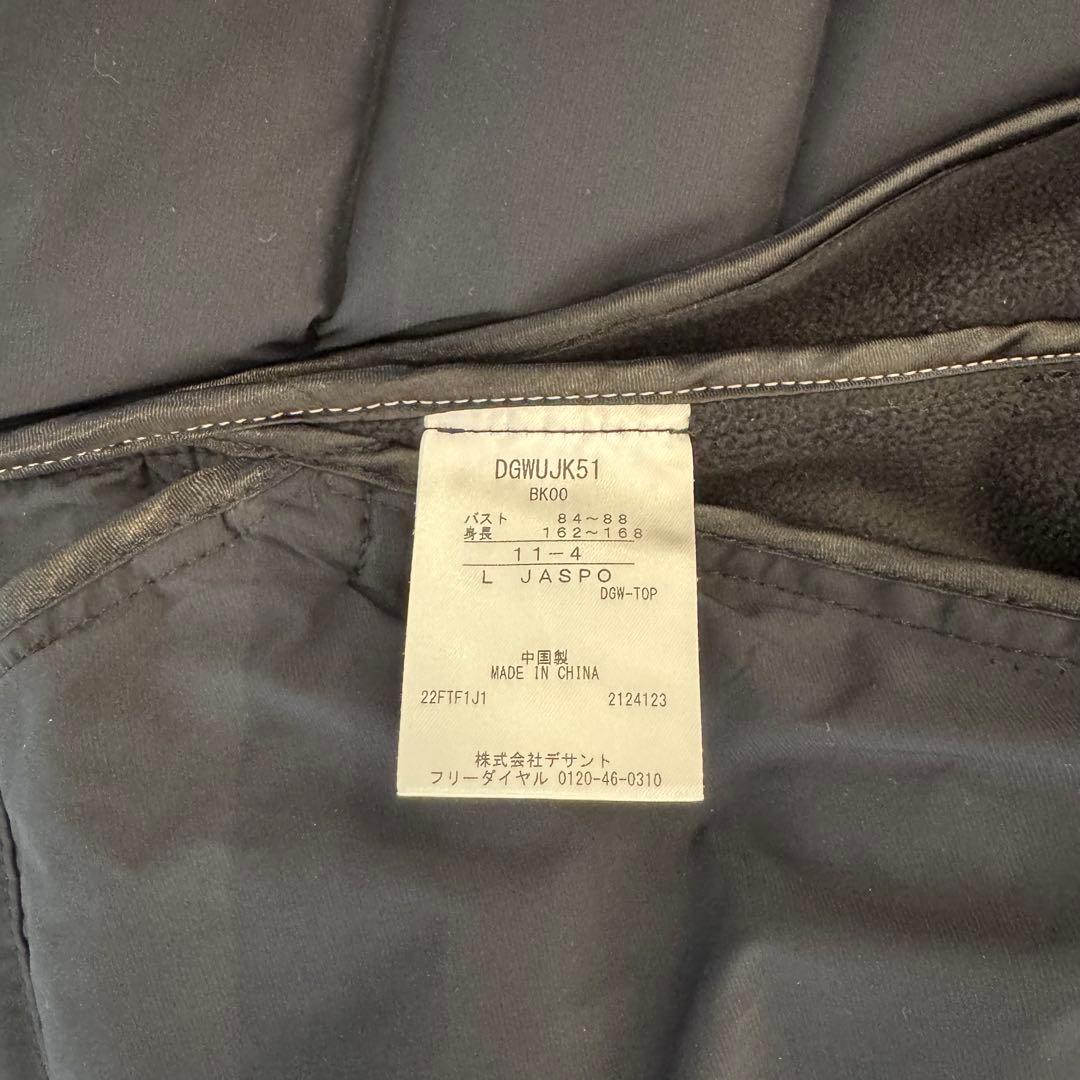 DGWUJK51
BK00
バスト 84～88
身長 162～168
11－4
L JASPO
DGW-TOP
中国製
MADE IN CHINA
22FTF1J1 2124123
株式会社デサント
フリーダイヤル 0120-46-0310